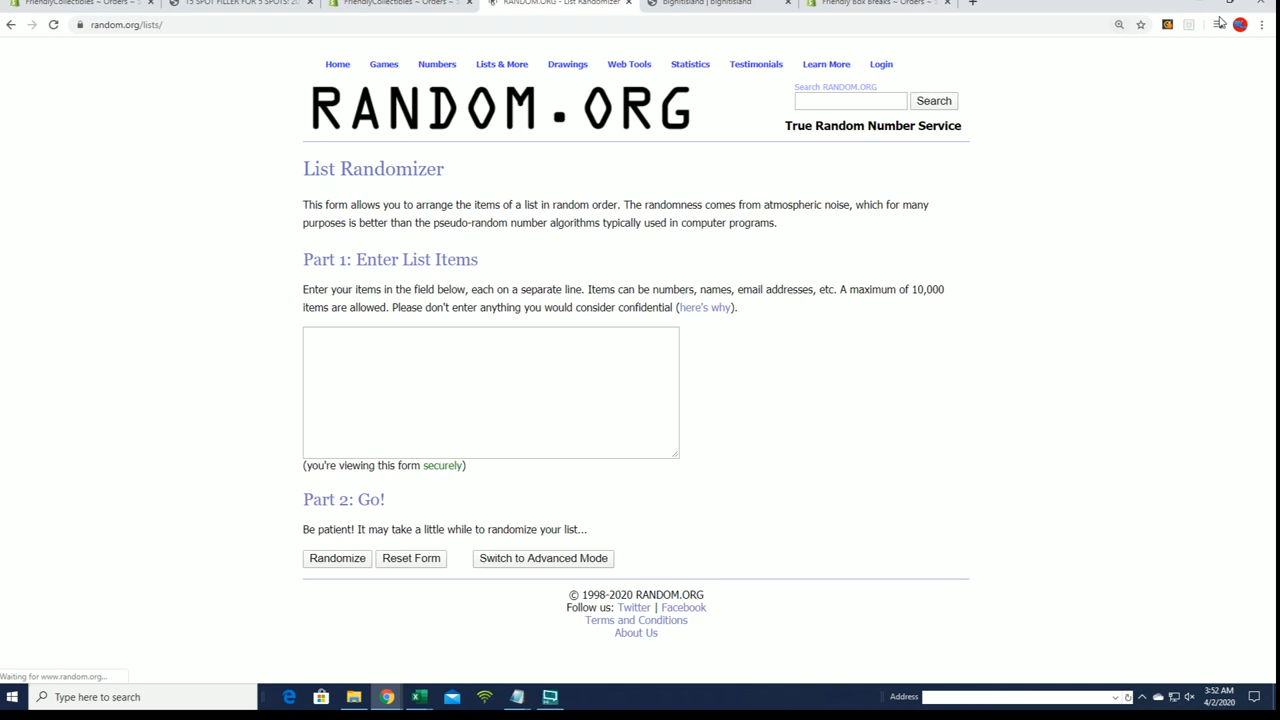 FriendlyCollectibles ~ Orders ~ S
15 SPOT FILLER FOR 5 SPOTS: 20
FriendlyCollectibles ~ Orders ~ S
RANDOM.ORG - List Randomizer
bighitisland | bighitisland
Friendly Box Breaks ~ Orders ~ S
random.org/lists/
Home Games Numbers Lists & More Drawings Web Tools Statistics Testimonials Learn More Login
RANDOM.ORG
Search RANDOM.ORG
Search
True Random Number Service
List Randomizer
This form allows you to arrange the items of a list in random order. The randomness comes from atmospheric noise, which for many
purposes is better than the pseudo-random number algorithms typically used in computer programs.
Part 1: Enter List Items
Enter your items in the field below, each on a separate line. Items can be numbers, names, email addresses, etc. A maximum of 10,000
items are allowed. Please don't enter anything you would consider confidential (here's why).
(you're viewing this form securely)
Part 2: Go!
Be patient! It may take a little while to randomize your list...
Randomize Reset Form Switch to Advanced Mode
© 1998-2020 RANDOM.ORG
Follow us: Twitter | Facebook
Terms and Conditions
About Us
Waiting for www.random.org...
Type here to search
Address
3:52 AM
4/2/2020